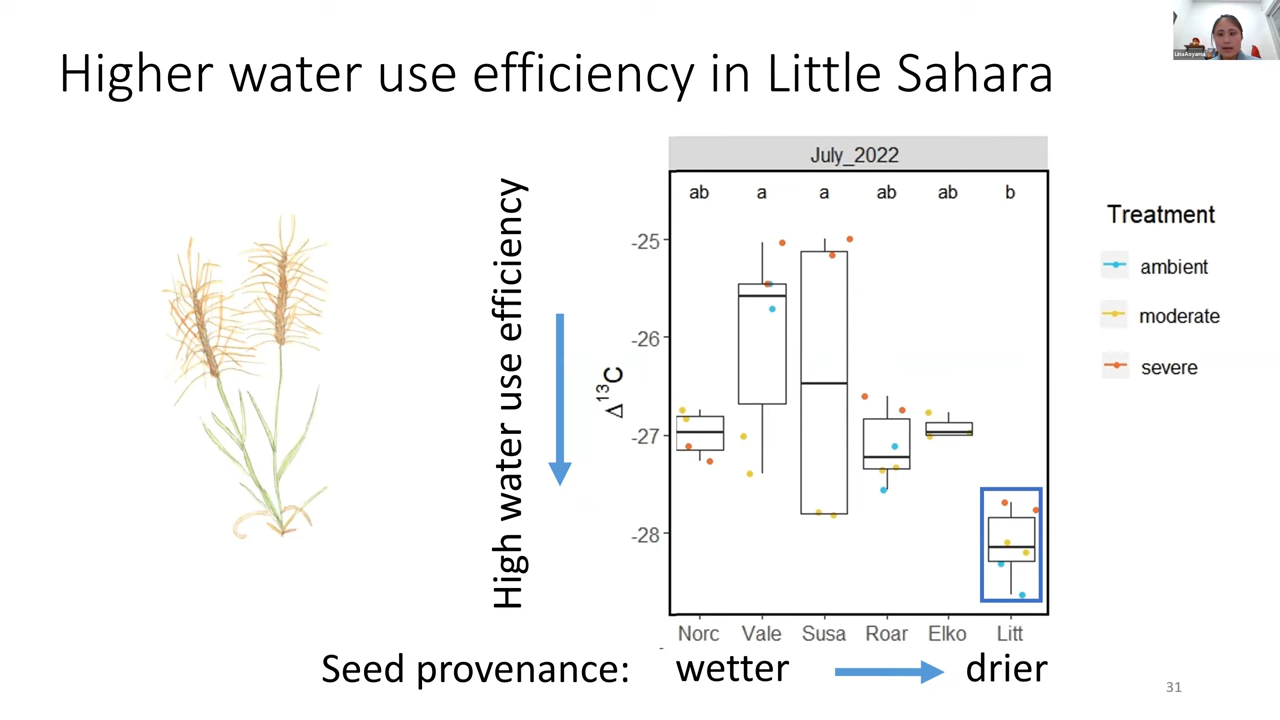 Higher water use efficiency in Little Sahara
LinaAoyama
High water use efficiency
July_2022
ab a a ab ab b
Δ¹³C
-25
-26
-27
-28
Norc Vale Susa Roar Elko Litt
Seed provenance: wetter drier
Treatment
ambient
moderate
severe
31